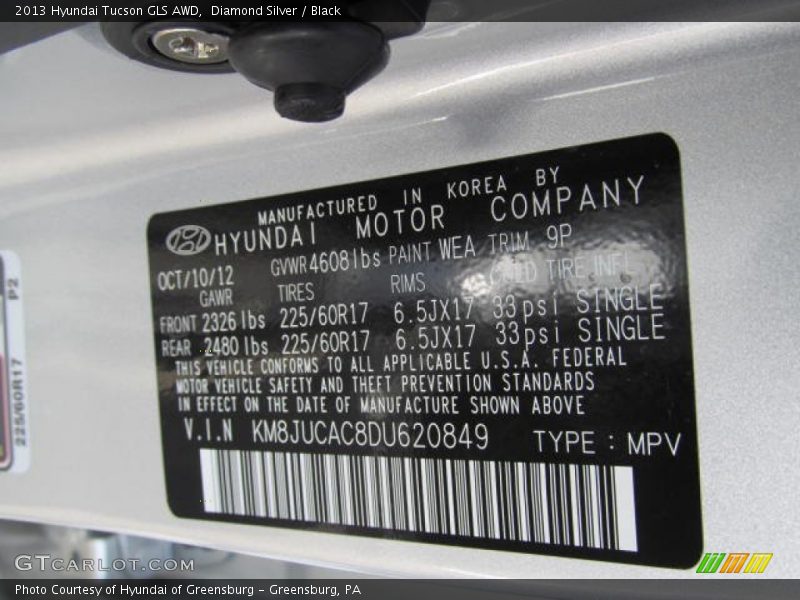 2013 Hyundai Tucson GLS AWD,  Diamond Silver / Black
MANUFACTURED IN KOREA BY
HYUNDAI MOTOR COMPANY
OCT/10/12 GVWR 4608lbs PAINT WEA TRIM 9P
GAWR TIRES RIMS COLD TIRE INFL
FRONT 2326 lbs 225/60R17 6.5JX17 33psi SINGLE
REAR 2480 lbs 225/60R17 6.5JX17 33psi SINGLE
THIS VEHICLE CONFORMS TO ALL APPLICABLE U.S.A. FEDERAL
MOTOR VEHICLE SAFETY AND THEFT PREVENTION STANDARDS
IN EFFECT ON THE DATE OF MANUFACTURE SHOWN ABOVE
V.I.N KM8JUCAC8DU620849 TYPE : MPV
P2
225/60R17
GTCARLOT.COM
Photo Courtesy of Hyundai of Greensburg – Greensburg, PA